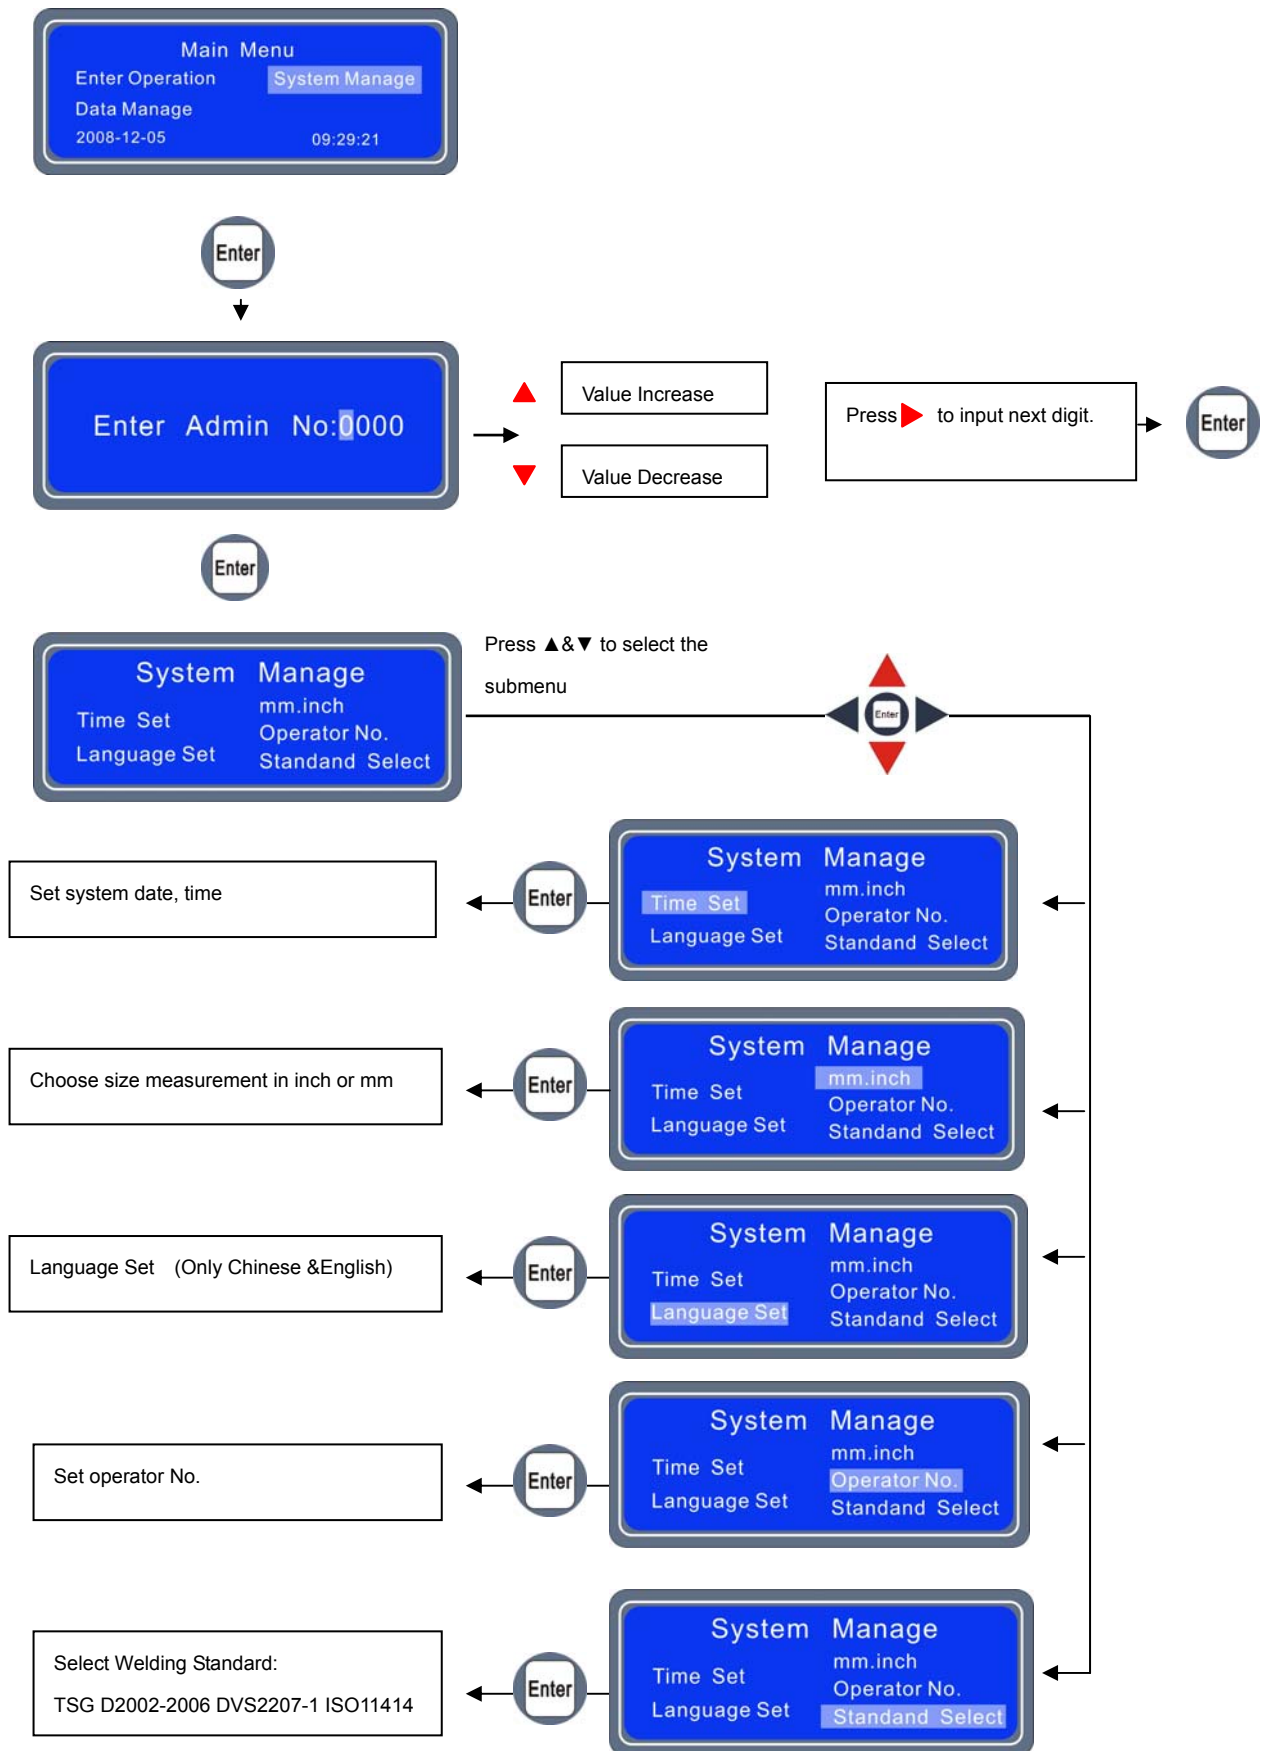 Main Menu
Enter Operation System Manage
Data Manage
2008-12-05 09:29:21
Enter
Enter Admin No:0000
▲ Value Increase
▼ Value Decrease
Press ▶ to input next digit.
Enter
Enter
System Manage
mm.inch
Time Set
Operator No.
Language Set
Standand Select
Press ▲&▼ to select the
submenu
Enter
Set system date, time
Enter
System Manage
mm.inch
Time Set
Operator No.
Language Set
Standand Select
Choose size measurement in inch or mm
Enter
System Manage
mm.inch
Time Set
Operator No.
Language Set
Standand Select
Language Set (Only Chinese &English)
Enter
System Manage
mm.inch
Time Set
Operator No.
Language Set
Standand Select
Set operator No.
Enter
System Manage
mm.inch
Time Set
Operator No.
Language Set
Standand Select
Select Welding Standard:
TSG D2002-2006 DVS2207-1 ISO11414
Enter
System Manage
mm.inch
Time Set
Operator No.
Language Set
Standand Select